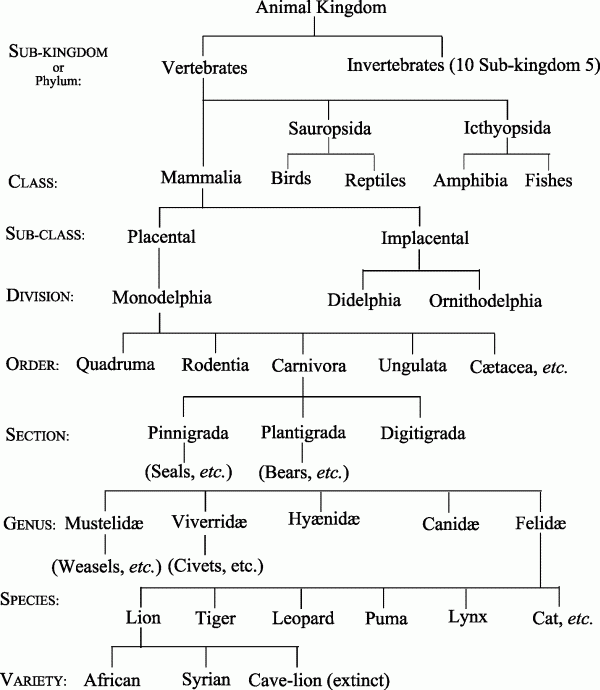 Animal Kingdom
SUB-KINGDOM
or
Phylum:
Vertebrates Invertebrates (10 Sub-kingdom 5)
Sauropsida Icthyopsida
CLASS: Mammalia Birds Reptiles Amphibia Fishes
SUB-CLASS: Placental Implacental
DIVISION: Monodelphia Didelphia Ornithodelphia
ORDER: Quadruma Rodentia Carnivora Ungulata Cætacea, etc.
SECTION: Pinnigrada Plantigrada Digitigrada
(Seals, etc.) (Bears, etc.)
GENUS: Mustelidæ Viverridæ Hyænidæ Canidæ Felidæ
(Weasels, etc.) (Civets, etc.)
SPECIES: Lion Tiger Leopard Puma Lynx Cat, etc.
VARIETY: African Syrian Cave-lion (extinct)